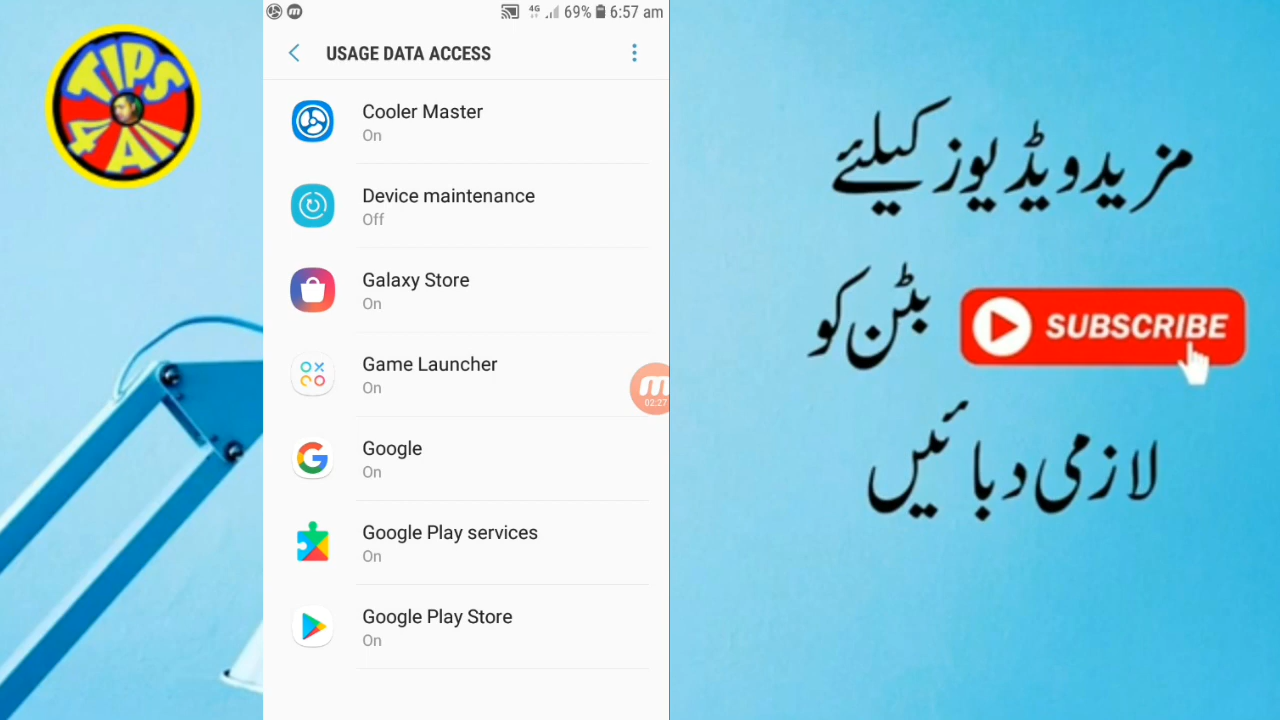 TIPS
4 All
4G 69% 6:57 am
USAGE DATA ACCESS
Cooler Master
On
Device maintenance
Off
Galaxy Store
On
Game Launcher
On
02:27
Google
On
Google Play services
On
Google Play Store
On
مزید ویڈیوز کیلئے
SUBSCRIBE بٹن کو
لازمی دبائیں